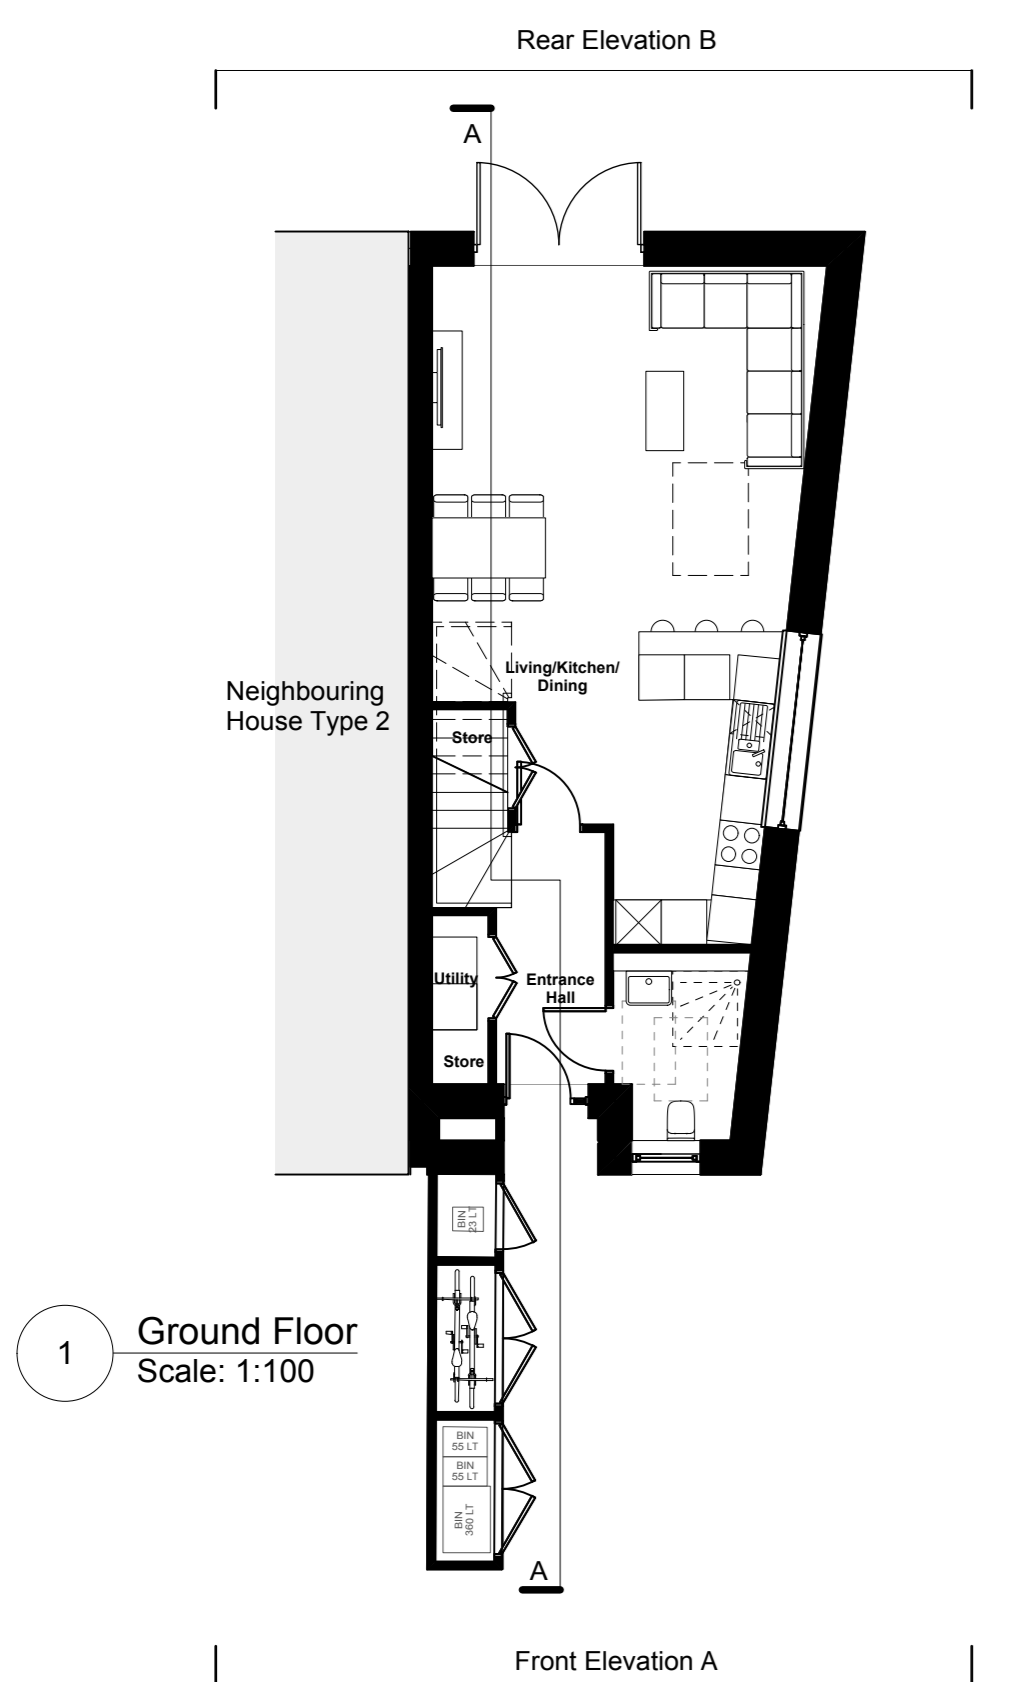 Rear Elevation B
A
Living/Kitchen/
Dining
Neighbouring
House Type 2
Store
Utility
Entrance
Hall
Store
BIN
23 LT
1
Ground Floor
Scale: 1:100
BIN
55 LT
BIN
55 LT
BIN
360 LT
A
Front Elevation A